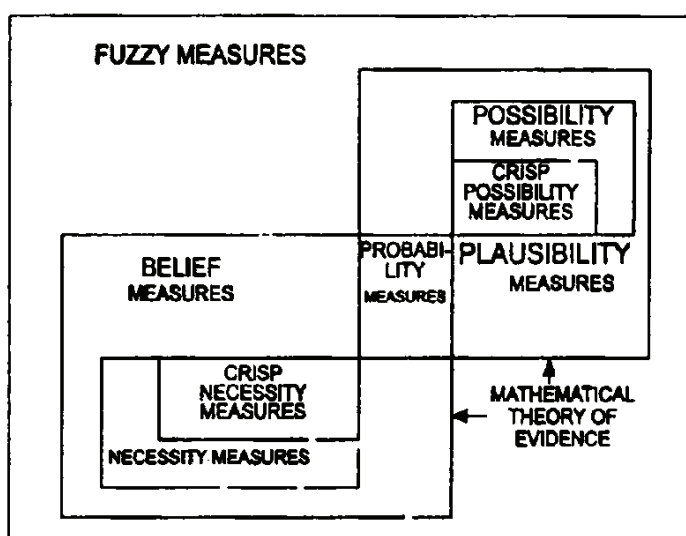 FUZZY MEASURES
POSSIBILITY
MEASURES
CRISP
POSSIBILITY
MEASURES
BELIEF
MEASURES
PROBABI-
LITY
MEASURES
PLAUSIBILITY
MEASURES
CRISP
NECESSITY
MEASURES
NECESSITY MEASURES
MATHEMATICAL
THEORY OF
EVIDENCE